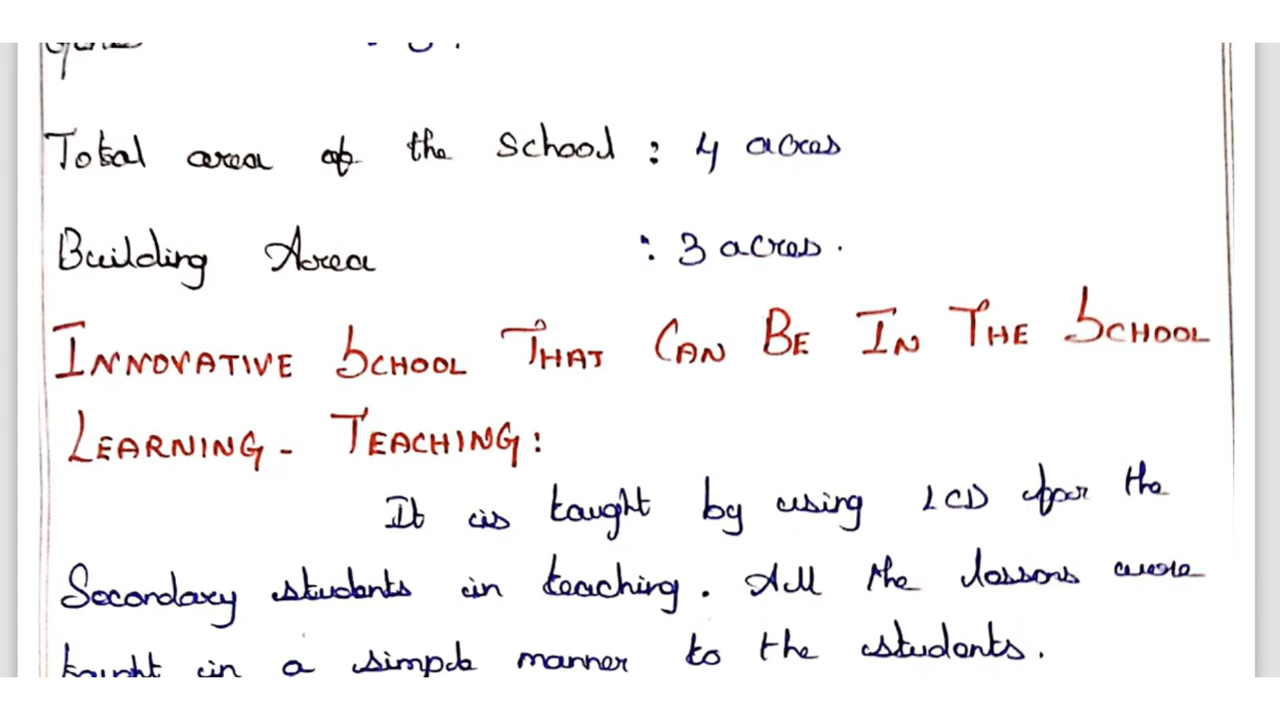 Total area of the school : 4 acres
Building Area : 3 acres.
INNOVATIVE SCHOOL THAT CAN BE IN THE SCHOOL
LEARNING - TEACHING:
It is taught by using LCD for the
Secondary students in teaching. All the lessons were
taught in a simple manner to the students.